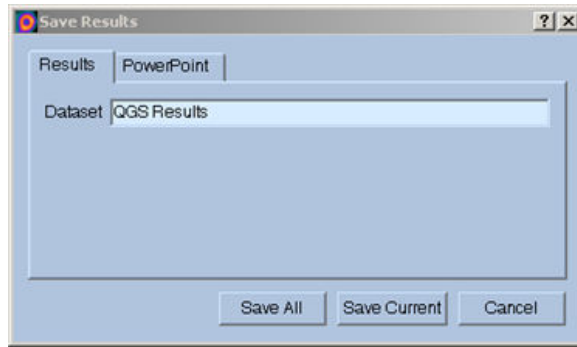 Save Results
Results PowerPoint
Dataset QGS Results
Save All Save Current Cancel